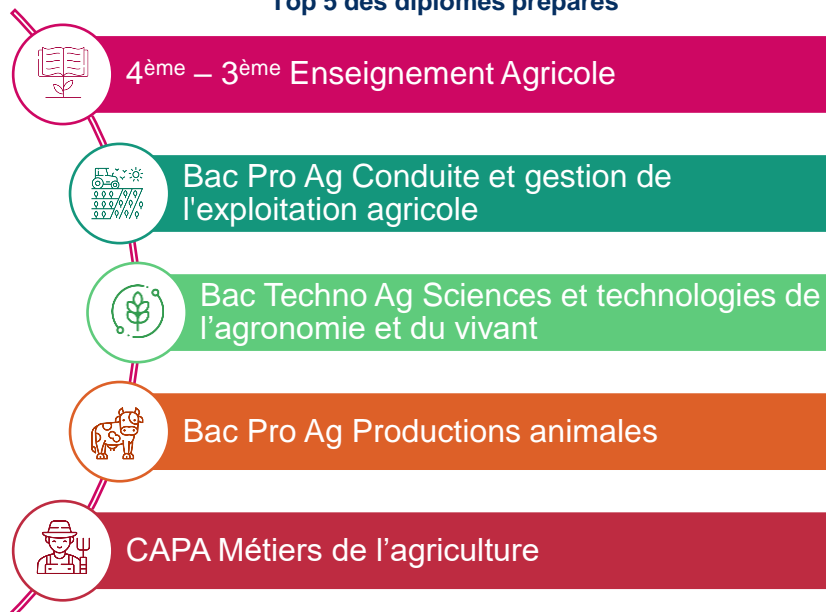 Top 5 des diplômes préparés
4ème – 3ème Enseignement Agricole
Bac Pro Ag Conduite et gestion de
l'exploitation agricole
Bac Techno Ag Sciences et technologies de
l’agronomie et du vivant
Bac Pro Ag Productions animales
CAPA Métiers de l’agriculture